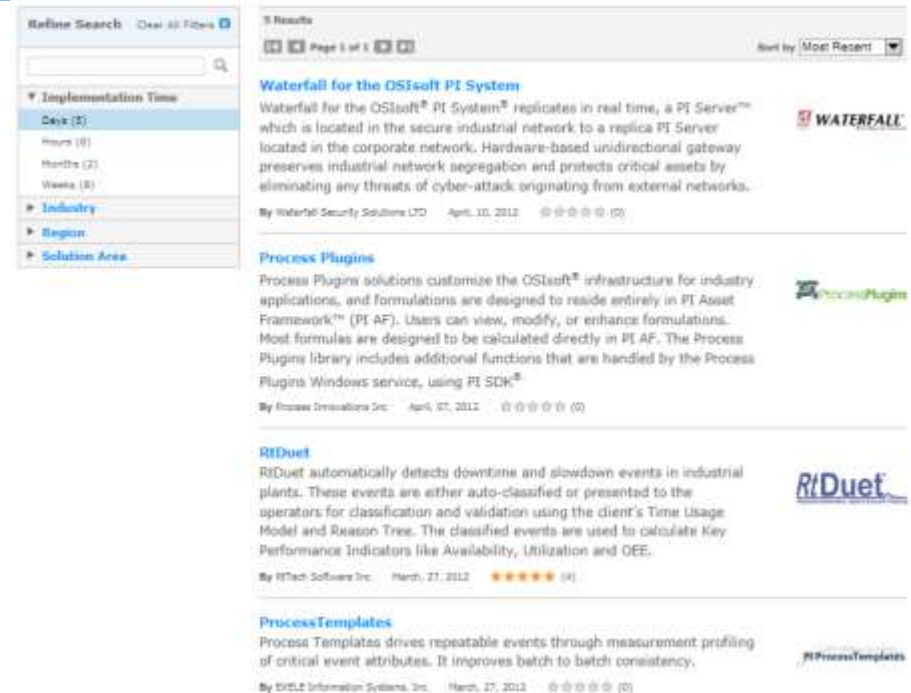 Refine Search Clear All Filters
Implementation Time
Days (5)
Hours (6)
Months (2)
Weeks (8)
Industry
Region
Solution Area
5 Results
Page 1 of 1
Sort by Most Recent
Waterfall for the OSIsoft PI System
Waterfall for the OSIsoft® PI System® replicates in real time, a PI Server™
which is located in the secure industrial network to a replica PI Server
located in the corporate network. Hardware-based unidirectional gateway
preserves industrial network segregation and protects critical assets by
eliminating any threats of cyber-attack originating from external networks.
By Waterfall Security Solutions LTD April, 10, 2012 (0)
WATERFALL
Process Plugins
Process Plugins solutions customize the OSIsoft® infrastructure for industry
applications, and formulations are designed to reside entirely in PI Asset
Framework™ (PI AF). Users can view, modify, or enhance formulations.
Most formulas are designed to be calculated directly in PI AF. The Process
Plugins library includes additional functions that are handled by the Process
Plugins Windows service, using PI SDK®
By Process Innovations Inc April, 07, 2012 (0)
ProcessPlugins
RtDuet
RtDuet automatically detects downtime and slowdown events in industrial
plants. These events are either auto-classified or presented to the
operators for classification and validation using the client's Time Usage
Model and Reason Tree. The classified events are used to calculate Key
Performance Indicators like Availability, Utilization and OEE.
By RtTech Software Inc. March, 27, 2012 (4)
RtDuet
ProcessTemplates
Process Templates drives repeatable events through measurement profiling
of critical event attributes. It improves batch to batch consistency.
By EXELE Information Systems, Inc March, 27, 2012 (0)
PI ProcessTemplates